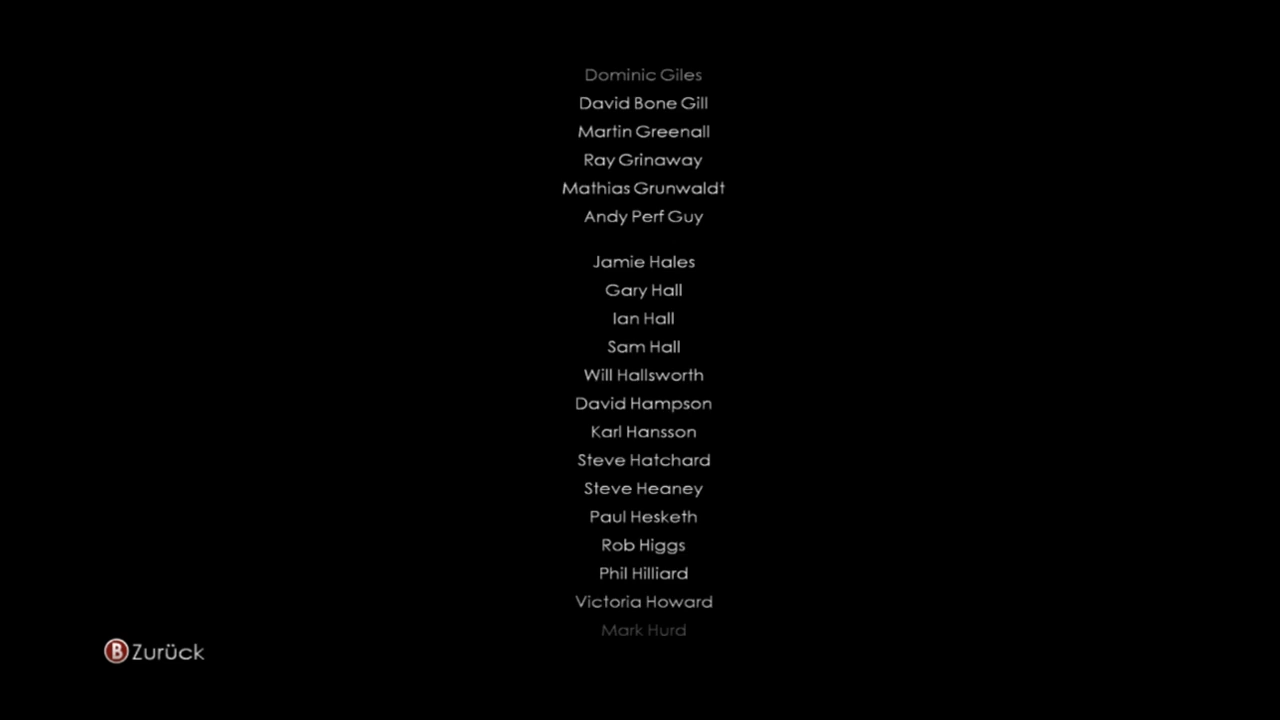 Dominic Giles
David Bone Gill
Martin Greenall
Ray Grinaway
Mathias Grunwaldt
Andy Perf Guy
Jamie Hales
Gary Hall
Ian Hall
Sam Hall
Will Hallsworth
David Hampson
Karl Hansson
Steve Hatchard
Steve Heaney
Paul Hesketh
Rob Higgs
Phil Hilliard
Victoria Howard
Mark Hurd
B Zurück